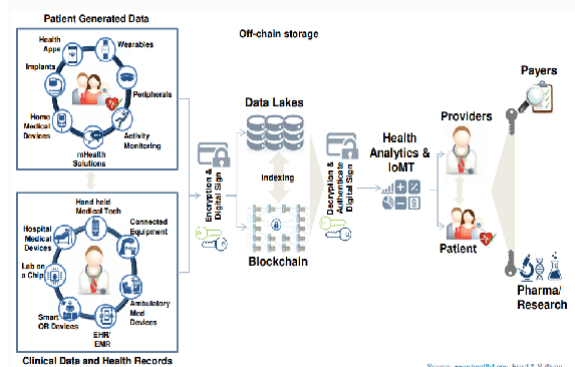 Patient Generated Data
Health
Apps
Wearables
Implants
Peripherals
Home
Medical
Devices
Activity
Monitoring
mHealth
Solutions
Hand held
Medical Tech
Hospital
Medical
Devices
Connected
Equipment
Lab on
a Chip
Smart
OR Devices
Ambulatory
Med
Devices
EHR/
EMR
Clinical Data and Health Records
Encryption &
Digital Sign
Off-chain storage
Data Lakes
Indexing
Blockchain
Decryption &
Authenticate
Digital Sign
Health
Analytics &
IoMT
Providers
Patient
Payers
Pharma/
Research
Source: